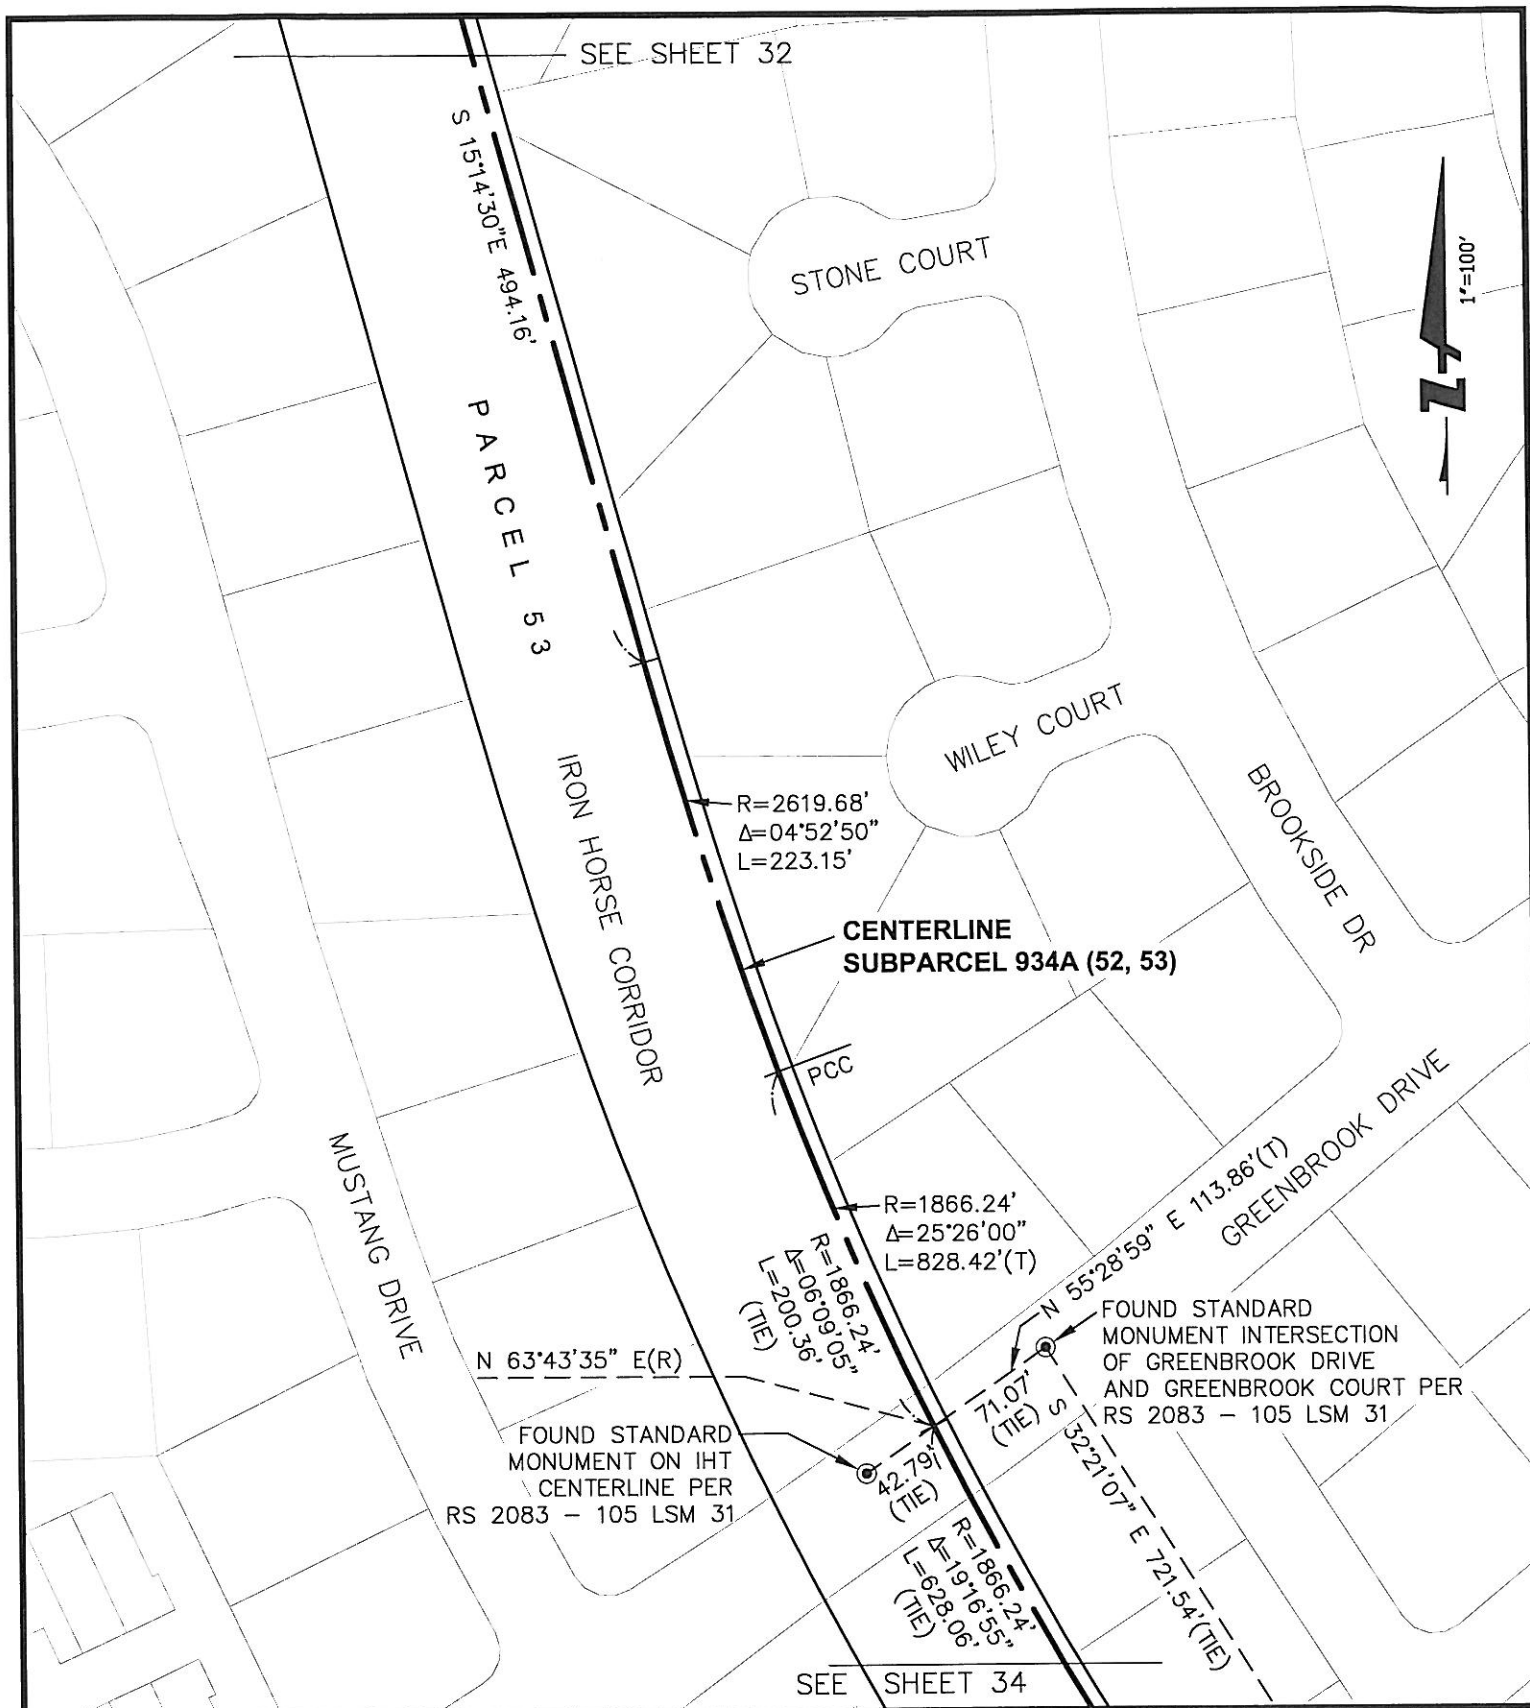 SEE SHEET 32
S 15°14'30"E 494.16'
STONE COURT
1"=100'
PARCEL 53
WILEY COURT
IRON HORSE CORRIDOR
R=2619.68'
Δ=04°52'50"
L=223.15'
BROOKSIDE DR
CENTERLINE
SUBPARCEL 934A (52, 53)
PCC
MUSTANG DRIVE
R=1866.24'
Δ=25°26'00"
L=828.42'(T)
N 55°28'59" E 113.86'(T)
GREENBROOK DRIVE
R=1866.24'
Δ=06°09'05"
L=200.36'
(TIE)
N 63°43'35" E(R)
FOUND STANDARD
MONUMENT INTERSECTION
OF GREENBROOK DRIVE
AND GREENBROOK COURT PER
RS 2083 – 105 LSM 31
71.07'
(TIE)
FOUND STANDARD
MONUMENT ON IHT
CENTERLINE PER
RS 2083 – 105 LSM 31
42.79'
(TIE)
S 32°21'07" E 721.54'(TIE)
R=1866.24'
Δ=19°16'55"
L=628.06'
(TIE)
SEE SHEET 34